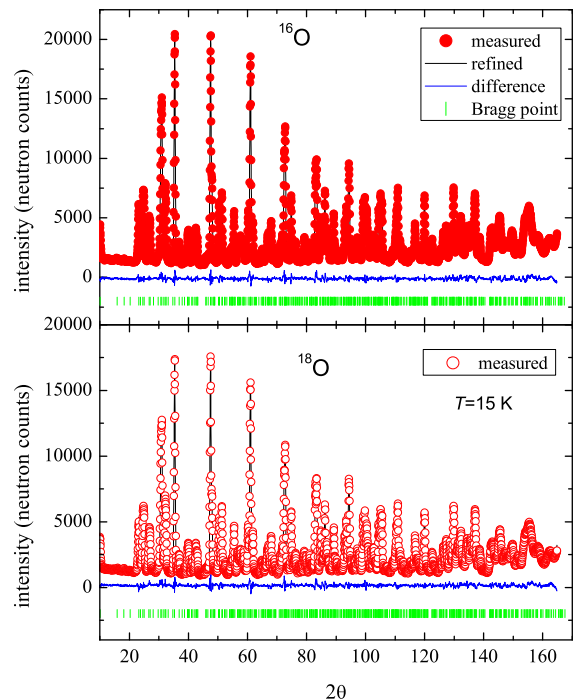 20000
15000
10000
5000
0
intensity (neutron counts)
¹⁶O
measured
refined
difference
Bragg point
20000
15000
10000
5000
0
intensity (neutron counts)
¹⁸O
measured
T=15 K
20 40 60 80 100 120 140 160
2θ